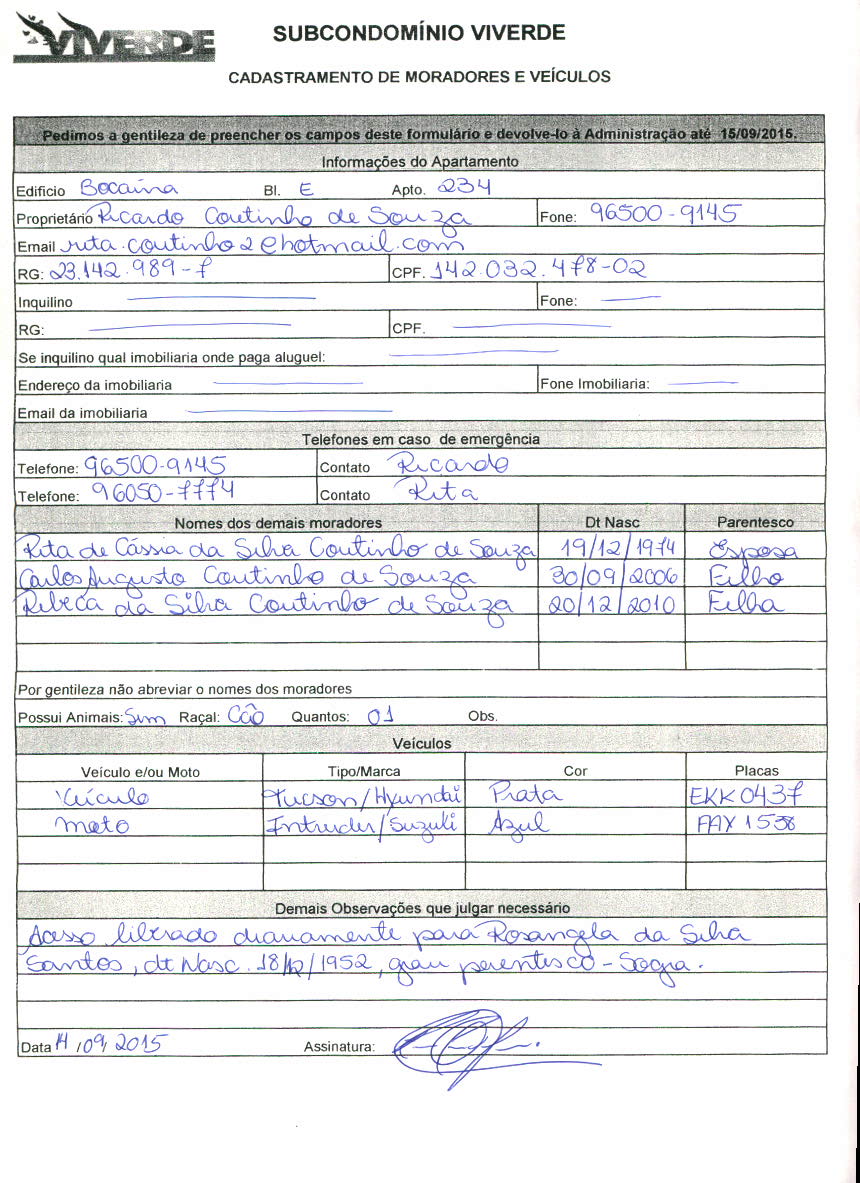 VIVERDE
SUBCONDOMÍNIO VIVERDE
CADASTRAMENTO DE MORADORES E VEÍCULOS
Pedimos a gentileza de preencher os campos deste formulário e devolve-lo à Administração até 15/09/2015.
Informações do Apartamento
Edificio Bocaina Bl. E Apto. 234
Proprietário Ricardo Coutinho de Souza Fone: 96500-9145
Email rita.coutinho2@hotmail.com
RG: 23.142.989-7 CPF. 142.032.478-02
Inquilino Fone:
RG: CPF.
Se inquilino qual imobiliaria onde paga aluguel:
Endereço da imobiliaria Fone Imobiliaria:
Email da imobiliaria
Telefones em caso de emergência
Telefone: 96500-9145 Contato Ricardo
Telefone: 96050-7774 Contato Rita
Nomes dos demais moradores Dt Nasc Parentesco
Rita de Cássia da Silva Coutinho de Souza 19/12/1974 Esposa
Carlos Augusto Coutinho de Souza 30/09/2006 Filho
Rebeca da Silva Coutinho de Souza 20/12/2010 Filha
Por gentileza não abreviar o nomes dos moradores
Possui Animais: Sim Raçal: Cão Quantos: 01 Obs.
Veículos
Veículo e/ou Moto Tipo/Marca Cor Placas
Veículo Tucson/Hyundai Prata EKK 0437
moto Intruder/Suzuki Azul FAX 1538
Demais Observações que julgar necessário
Acesso liberado diariamente para Rosangela da Silva
Santos, dt Nasc. 18/12/1952, grau parentesco - Sogra.
Data 14 /09/ 2015 Assinatura: